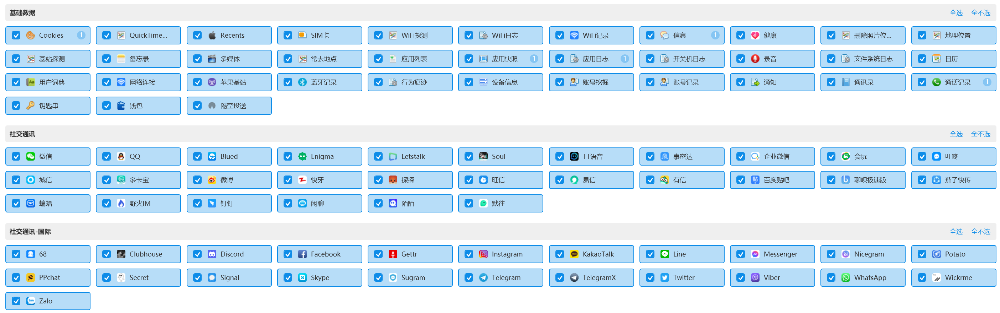 基础数据 全选 全不选
Cookies 1 QuickTime... Recents SIM卡 WiFi探测 WiFi日志 WiFi记录 信息 1 健康 删除照片位... 地理位置
基站探测 备忘录 多媒体 常去地点 应用列表 应用快照 1 应用日志 1 开关机日志 录音 文件系统日志 日历
用户词典 网络连接 苹果基站 蓝牙记录 行为痕迹 设备信息 账号挖掘 账号记录 通知 通讯录 通话记录 1
钥匙串 钱包 隔空投送
社交通讯 全选 全不选
微信 QQ Blued Enigma Letstalk Soul TT语音 事密达 企业微信 会玩 叮咚
城信 多卡宝 微博 快牙 探探 旺信 易信 有信 百度贴吧 聊呗极速版 茄子快传
蝙蝠 野火IM 钉钉 闲聊 陌陌 默往
社交通讯-国际 全选 全不选
68 Clubhouse Discord Facebook Gettr Instagram KakaoTalk Line Messenger Nicegram Potato
PPchat Secret Signal Skype Sugram Telegram TelegramX Twitter Viber WhatsApp Wickrme
Zalo